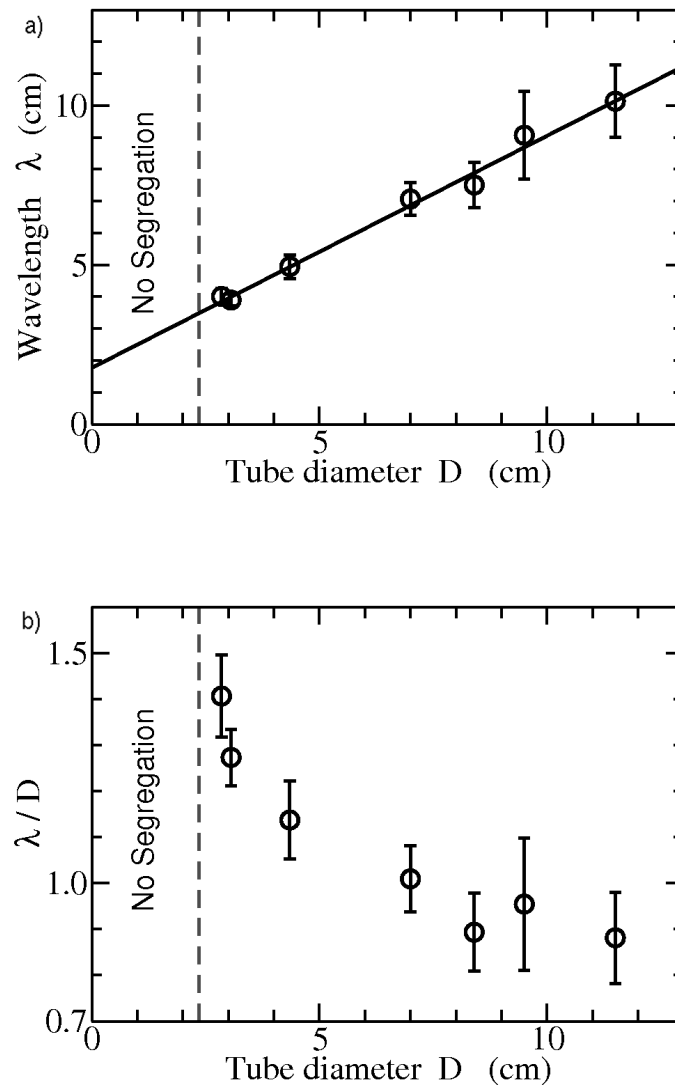 a)
Wavelength λ (cm)
10
5
0
No Segregation
0 5 10
Tube diameter D (cm)
b)
λ / D
1.5
1.0
0.7
No Segregation
0 5 10
Tube diameter D (cm)